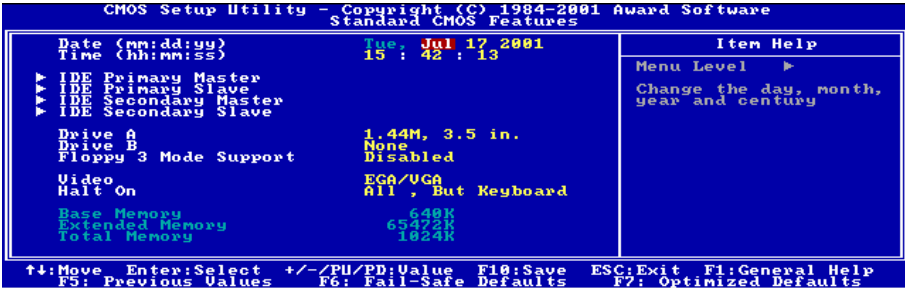 CMOS Setup Utility - Copyright (C) 1984-2001 Award Software
Standard CMOS Features
Date (mm:dd:yy) Tue, Jul 17 2001
Time (hh:mm:ss) 15 : 42 : 13
▶ IDE Primary Master
▶ IDE Primary Slave
▶ IDE Secondary Master
▶ IDE Secondary Slave
Drive A 1.44M, 3.5 in.
Drive B None
Floppy 3 Mode Support Disabled
Video EGA/VGA
Halt On All , But Keyboard
Base Memory 640K
Extended Memory 65472K
Total Memory 1024K
Item Help
Menu Level ▶
Change the day, month,
year and century
↑↓:Move Enter:Select +/-/PU/PD:Value F10:Save ESC:Exit F1:General Help
F5: Previous Values F6: Fail-Safe Defaults F7: Optimized Defaults